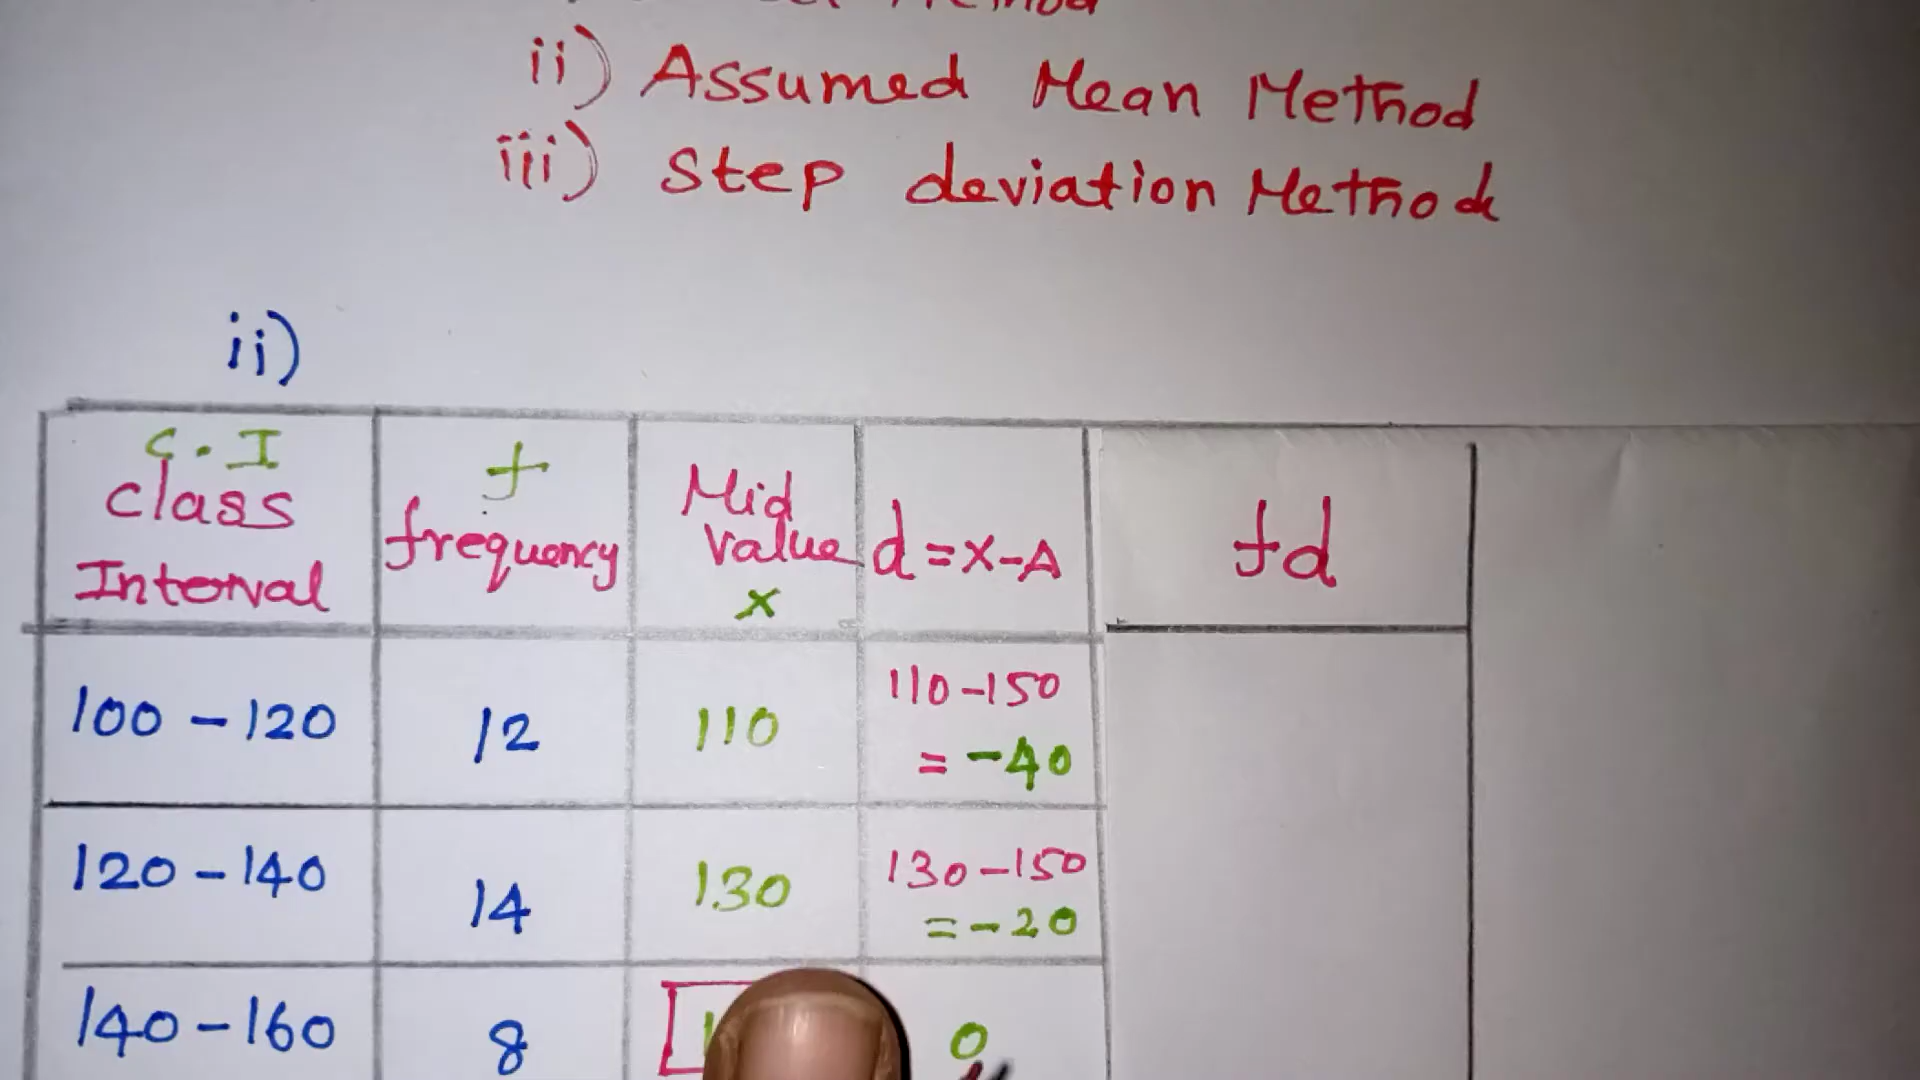 Method
ii) Assumed Mean Method
iii) Step deviation Method
ii)
C.I
Class
Interval
f
frequency
Mid
Value
x
d=x-A
fd
100-120
12
110
110-150
=-40
120-140
14
130
130-150
=-20
140-160
8
0